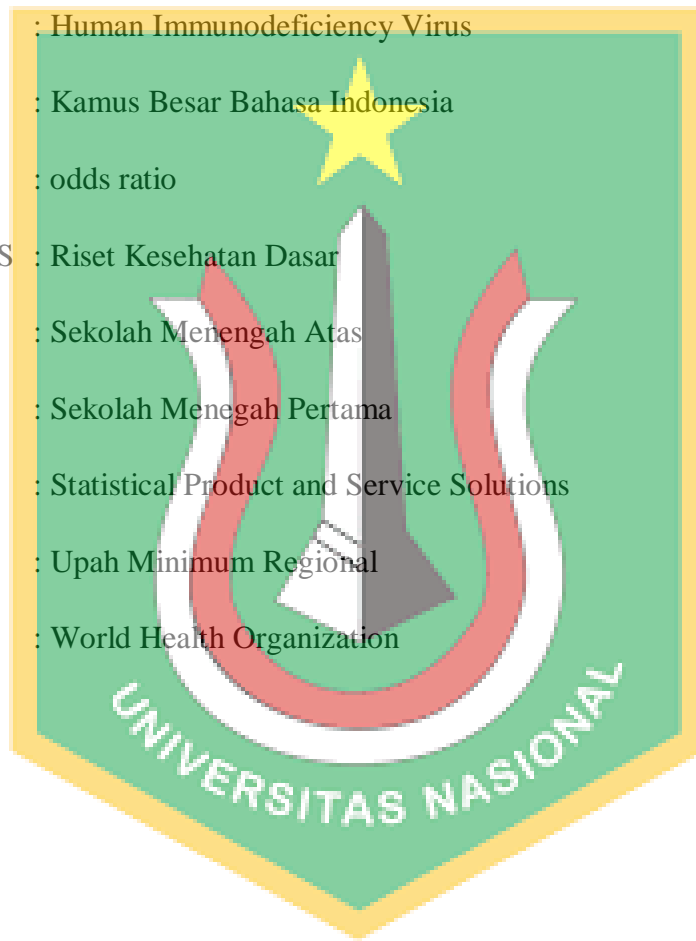 : Human Immunodeficiency Virus
: Kamus Besar Bahasa Indonesia
: odds ratio
S : Riset Kesehatan Dasar
: Sekolah Menengah Atas
: Sekolah Menegah Pertama
: Statistical Product and Service Solutions
: Upah Minimum Regional
: World Health Organization
UNIVERSITAS NASIONAL